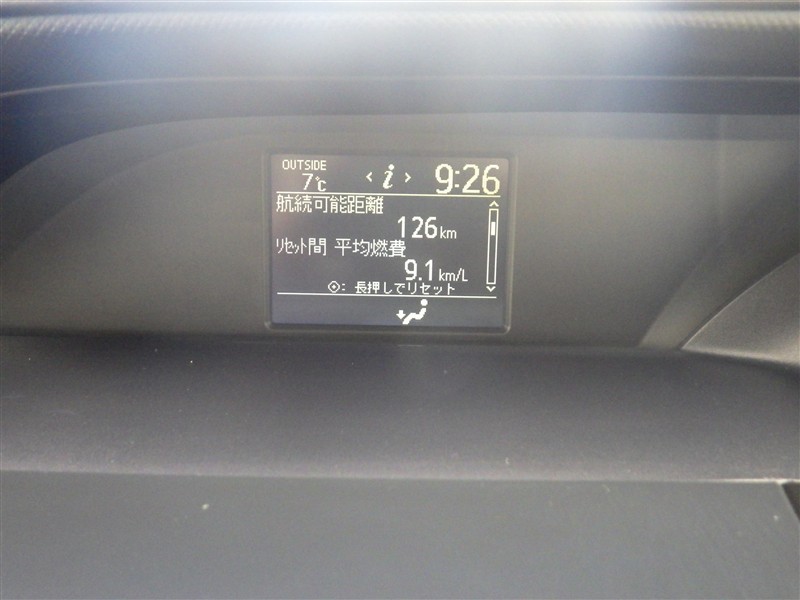 OUTSIDE
7℃ < i > 9:26
航続可能距離
126km
ﾘｾｯﾄ間 平均燃費
9.1km/L
: 長押しでリセット